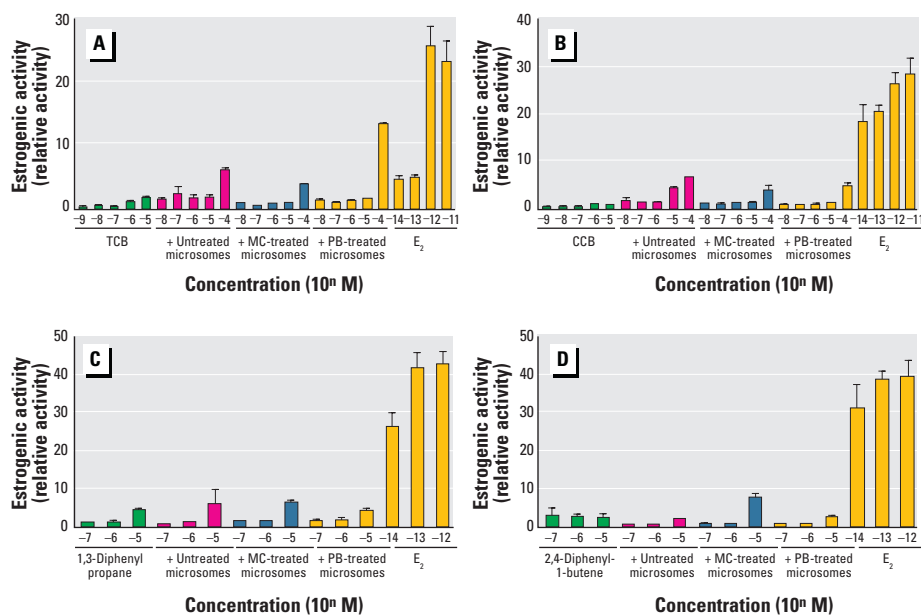 A
Estrogenic activity
(relative activity)
30
20
10
0
−9 −8 −7 −6 −5 −8 −7 −6 −5 −4 −8 −7 −6 −5 −4 −8 −7 −6 −5 −4 −14 −13 −12 −11
TCB
+ Untreated
microsomes
+ MC-treated
microsomes
+ PB-treated
microsomes
E2
Concentration (10ⁿ M)
B
Estrogenic activity
(relative activity)
40
30
20
10
0
−9 −8 −7 −6 −5 −8 −7 −6 −5 −4 −8 −7 −6 −5 −4 −8 −7 −6 −5 −4 −14 −13 −12 −11
CCB
+ Untreated
microsomes
+ MC-treated
microsomes
+ PB-treated
microsomes
E2
Concentration (10ⁿ M)
C
Estrogenic activity
(relative activity)
50
40
30
20
10
0
−7 −6 −5 −7 −6 −5 −7 −6 −5 −7 −6 −5 −14 −13 −12
1,3-Diphenyl
propane
+ Untreated
microsomes
+ MC-treated
microsomes
+ PB-treated
microsomes
E2
Concentration (10ⁿ M)
D
Estrogenic activity
(relative activity)
50
40
30
20
10
0
−7 −6 −5 −7 −6 −5 −7 −6 −5 −7 −6 −5 −14 −13 −12
2,4-Diphenyl-
1-butene
+ Untreated
microsomes
+ MC-treated
microsomes
+ PB-treated
microsomes
E2
Concentration (10ⁿ M)